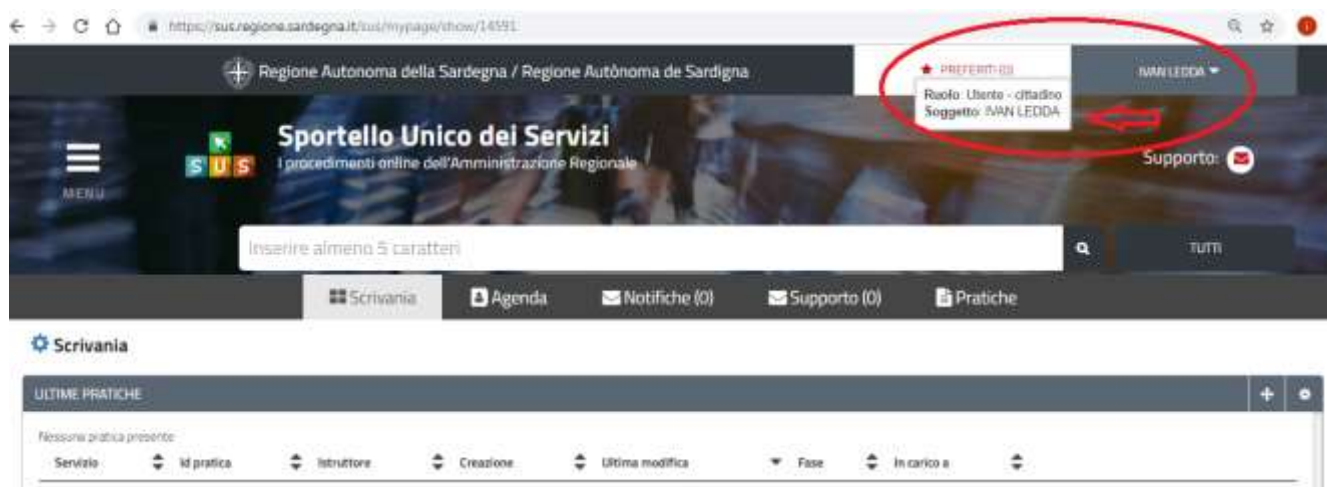 https://sus.regione.sardegna.it/sus/mypage/show/14591
Regione Autonoma della Sardegna / Regione Autònoma de Sardigna
PREFERITI (0)
IVAN LEDDA
Ruolo: Utente - cittadino
Soggetto: IVAN LEDDA
MENU
SUS
Sportello Unico dei Servizi
I procedimenti online dell'Amministrazione Regionale
Supporto:
Inserire almeno 5 caratteri
TUTTI
Scrivania Agenda Notifiche (0) Supporto (0) Pratiche
Scrivania
ULTIME PRATICHE
Nessuna pratica presente
Servizio Id pratica Istruttore Creazione Ultima modifica Fase In carico a